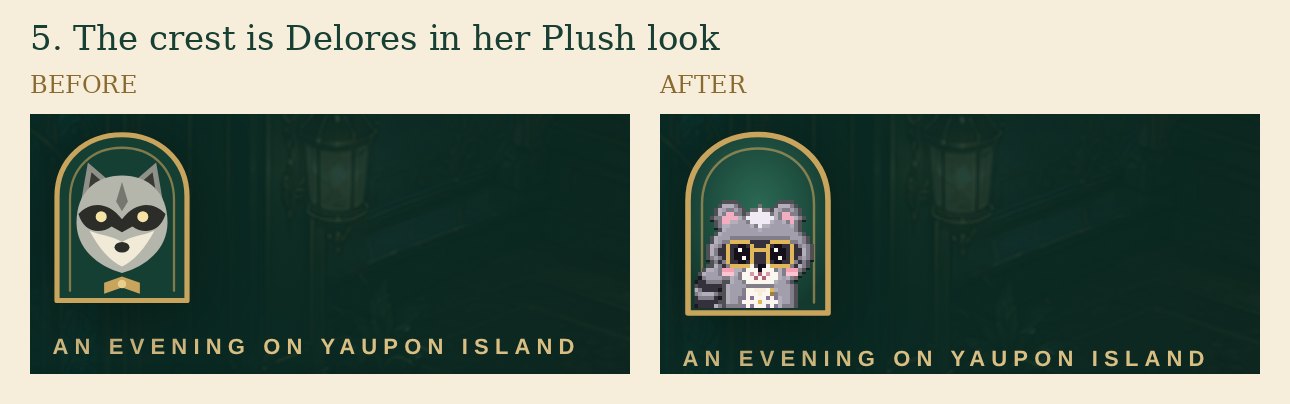 5. The crest is Delores in her Plush look
BEFORE
AFTER
AN EVENING ON YAUPON ISLAND
AN EVENING ON YAUPON ISLAND